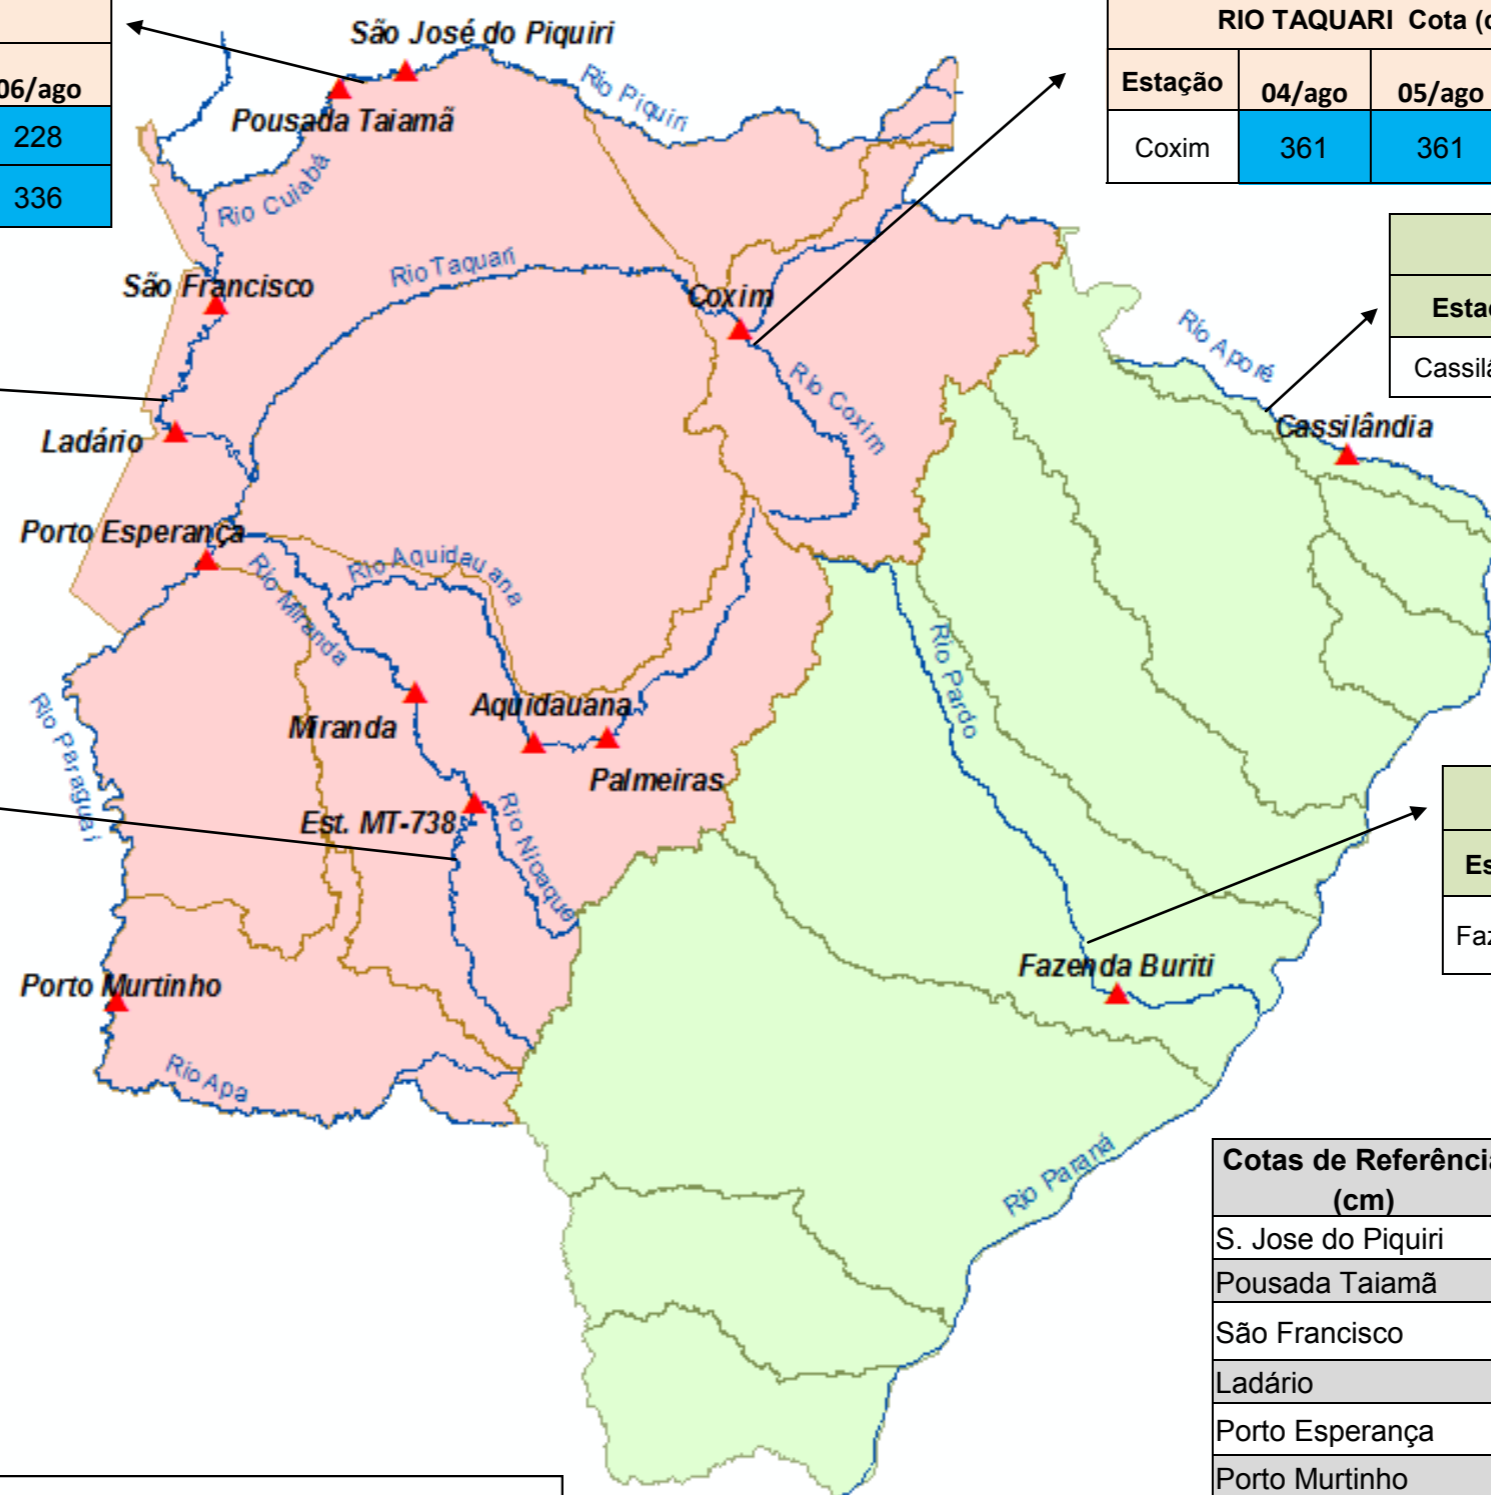 06/ago
228
336
RIO TAQUARI Cota (c
Estação 04/ago 05/ago
Coxim 361 361
São José do Piquiri
Pousada Taiamã
Rio Piquiri
Rio Cuiabá
São Francisco
Rio Taquari
Coxim
Rio Coxim
Rio Aporé
Cassilândia
Esta
Cassilâ
Ladário
Porto Esperança
Rio Miranda
Rio Aquidauana
Rio Pardo
Rio Paraguai
Miranda
Aquidauana
Palmeiras
Est. MT-738
Rio Nioaque
Es
Faz
Fazenda Buriti
Porto Murtinho
Rio Apa
Rio Paraná
Cotas de Referência
(cm)
S. Jose do Piquiri
Pousada Taiamã
São Francisco
Ladário
Porto Esperança
Porto Murtinho